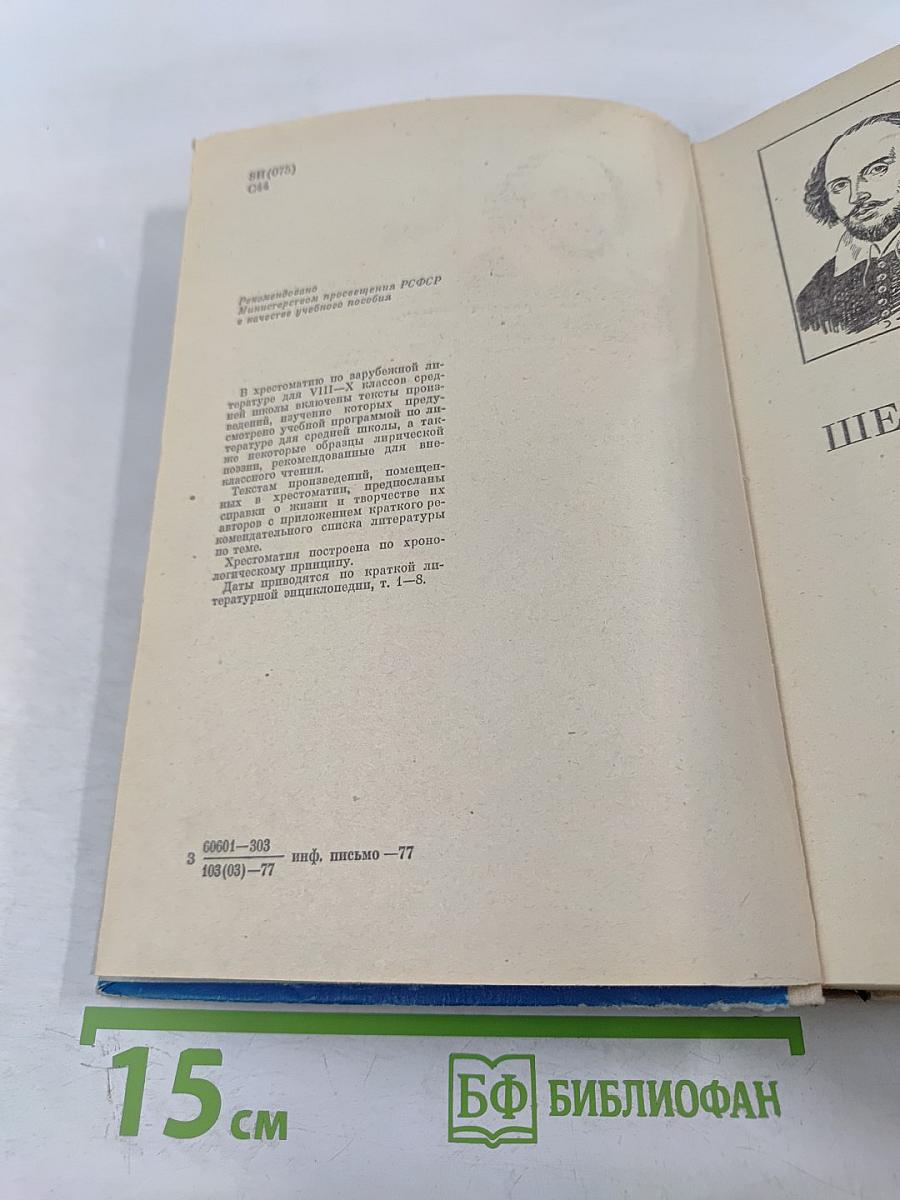 8И(075)
С44
Рекомендовано
Министерством просвещения РСФСР
в качестве учебного пособия
В хрестоматию по зарубежной ли-
тературе для VIII—X классов сред-
ней школы включены тексты произ-
ведений, изучение которых преду-
смотрено учебной программой по ли-
тературе для средней школы, а так-
же некоторые образцы лирической
поэзии, рекомендованные для вне-
классного чтения.
Текстам произведений, помещен-
ных в хрестоматии, предпосланы
справки о жизни и творчестве их
авторов с приложением краткого ре-
комендательного списка литературы
по теме.
Хрестоматия построена по хроно-
логическому принципу.
Даты приводятся по краткой ли-
тературной энциклопедии, т. 1—8.
З 60601—303
103(03)—77 инф. письмо —77
ШЕ
15 см
БФ БИБЛИОФАН